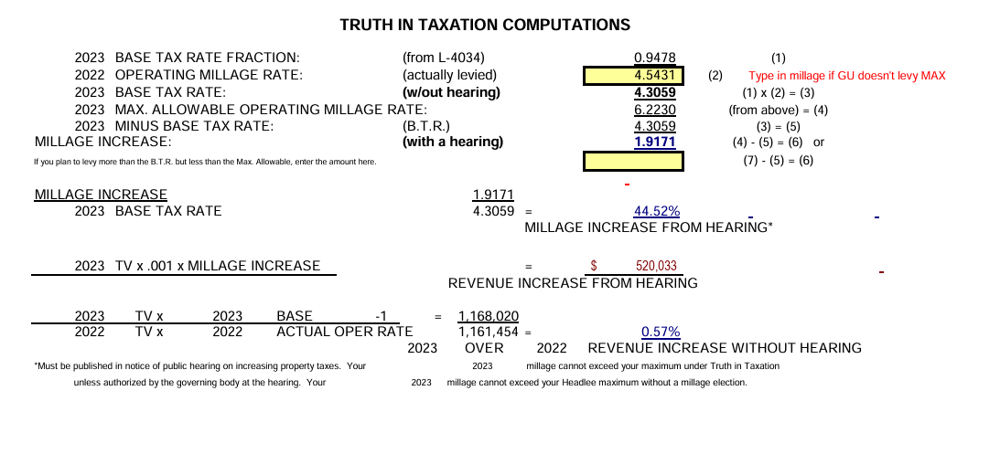 TRUTH IN TAXATION COMPUTATIONS
2023 BASE TAX RATE FRACTION: (from L-4034) 0.9478 (1)
2022 OPERATING MILLAGE RATE: (actually levied) 4.5431 (2) Type in millage if GU doesn't levy MAX
2023 BASE TAX RATE: (w/out hearing) 4.3059 (1) x (2) = (3)
2023 MAX. ALLOWABLE OPERATING MILLAGE RATE: 6.2230 (from above) = (4)
2023 MINUS BASE TAX RATE: (B.T.R.) 4.3059 (3) = (5)
MILLAGE INCREASE: (with a hearing) 1.9171 (4) - (5) = (6) or
If you plan to levy more than the B.T.R. but less than the Max. Allowable, enter the amount here. (7) - (5) = (6)
-
MILLAGE INCREASE 1.9171
2023 BASE TAX RATE 4.3059 = 44.52% - -
MILLAGE INCREASE FROM HEARING*
2023 TV x .001 x MILLAGE INCREASE = $ 520,033 -
REVENUE INCREASE FROM HEARING
2023 TV x 2023 BASE -1 = 1,168,020
2022 TV x 2022 ACTUAL OPER RATE 1,161,454 = 0.57%
2023 OVER 2022 REVENUE INCREASE WITHOUT HEARING
*Must be published in notice of public hearing on increasing property taxes. Your 2023 millage cannot exceed your maximum under Truth in Taxation
unless authorized by the governing body at the hearing. Your 2023 millage cannot exceed your Headlee maximum without a millage election.